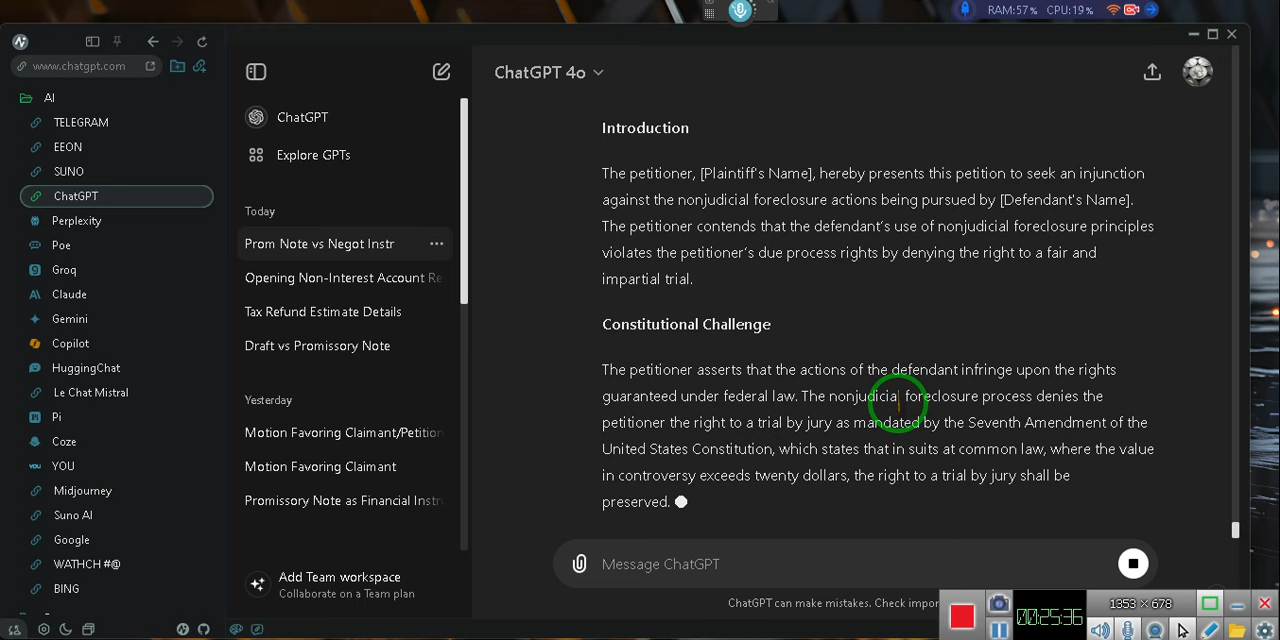 RAM:57% CPU:19%
www.chatgpt.com
AI
TELEGRAM
EEON
SUNO
ChatGPT
Perplexity
Poe
Groq
Claude
Gemini
Copilot
HuggingChat
Le Chat Mistral
Pi
Coze
YOU
Midjourney
Suno AI
Google
WATHCH #@
BING
ChatGPT
Explore GPTs
Today
Prom Note vs Negot Instr
Opening Non-Interest Account Re
Tax Refund Estimate Details
Draft vs Promissory Note
Yesterday
Motion Favoring Claimant/Petition
Motion Favoring Claimant
Promissory Note as Financial Instr
Add Team workspace
Collaborate on a Team plan
ChatGPT 4o
Introduction
The petitioner, [Plaintiff's Name], hereby presents this petition to seek an injunction
against the nonjudicial foreclosure actions being pursued by [Defendant's Name].
The petitioner contends that the defendant's use of nonjudicial foreclosure principles
violates the petitioner's due process rights by denying the right to a fair and
impartial trial.
Constitutional Challenge
The petitioner asserts that the actions of the defendant infringe upon the rights
guaranteed under federal law. The nonjudicial foreclosure process denies the
petitioner the right to a trial by jury as mandated by the Seventh Amendment of the
United States Constitution, which states that in suits at common law, where the value
in controversy exceeds twenty dollars, the right to a trial by jury shall be
preserved.
Message ChatGPT
ChatGPT can make mistakes. Check impor
00:25:36
1353 × 678